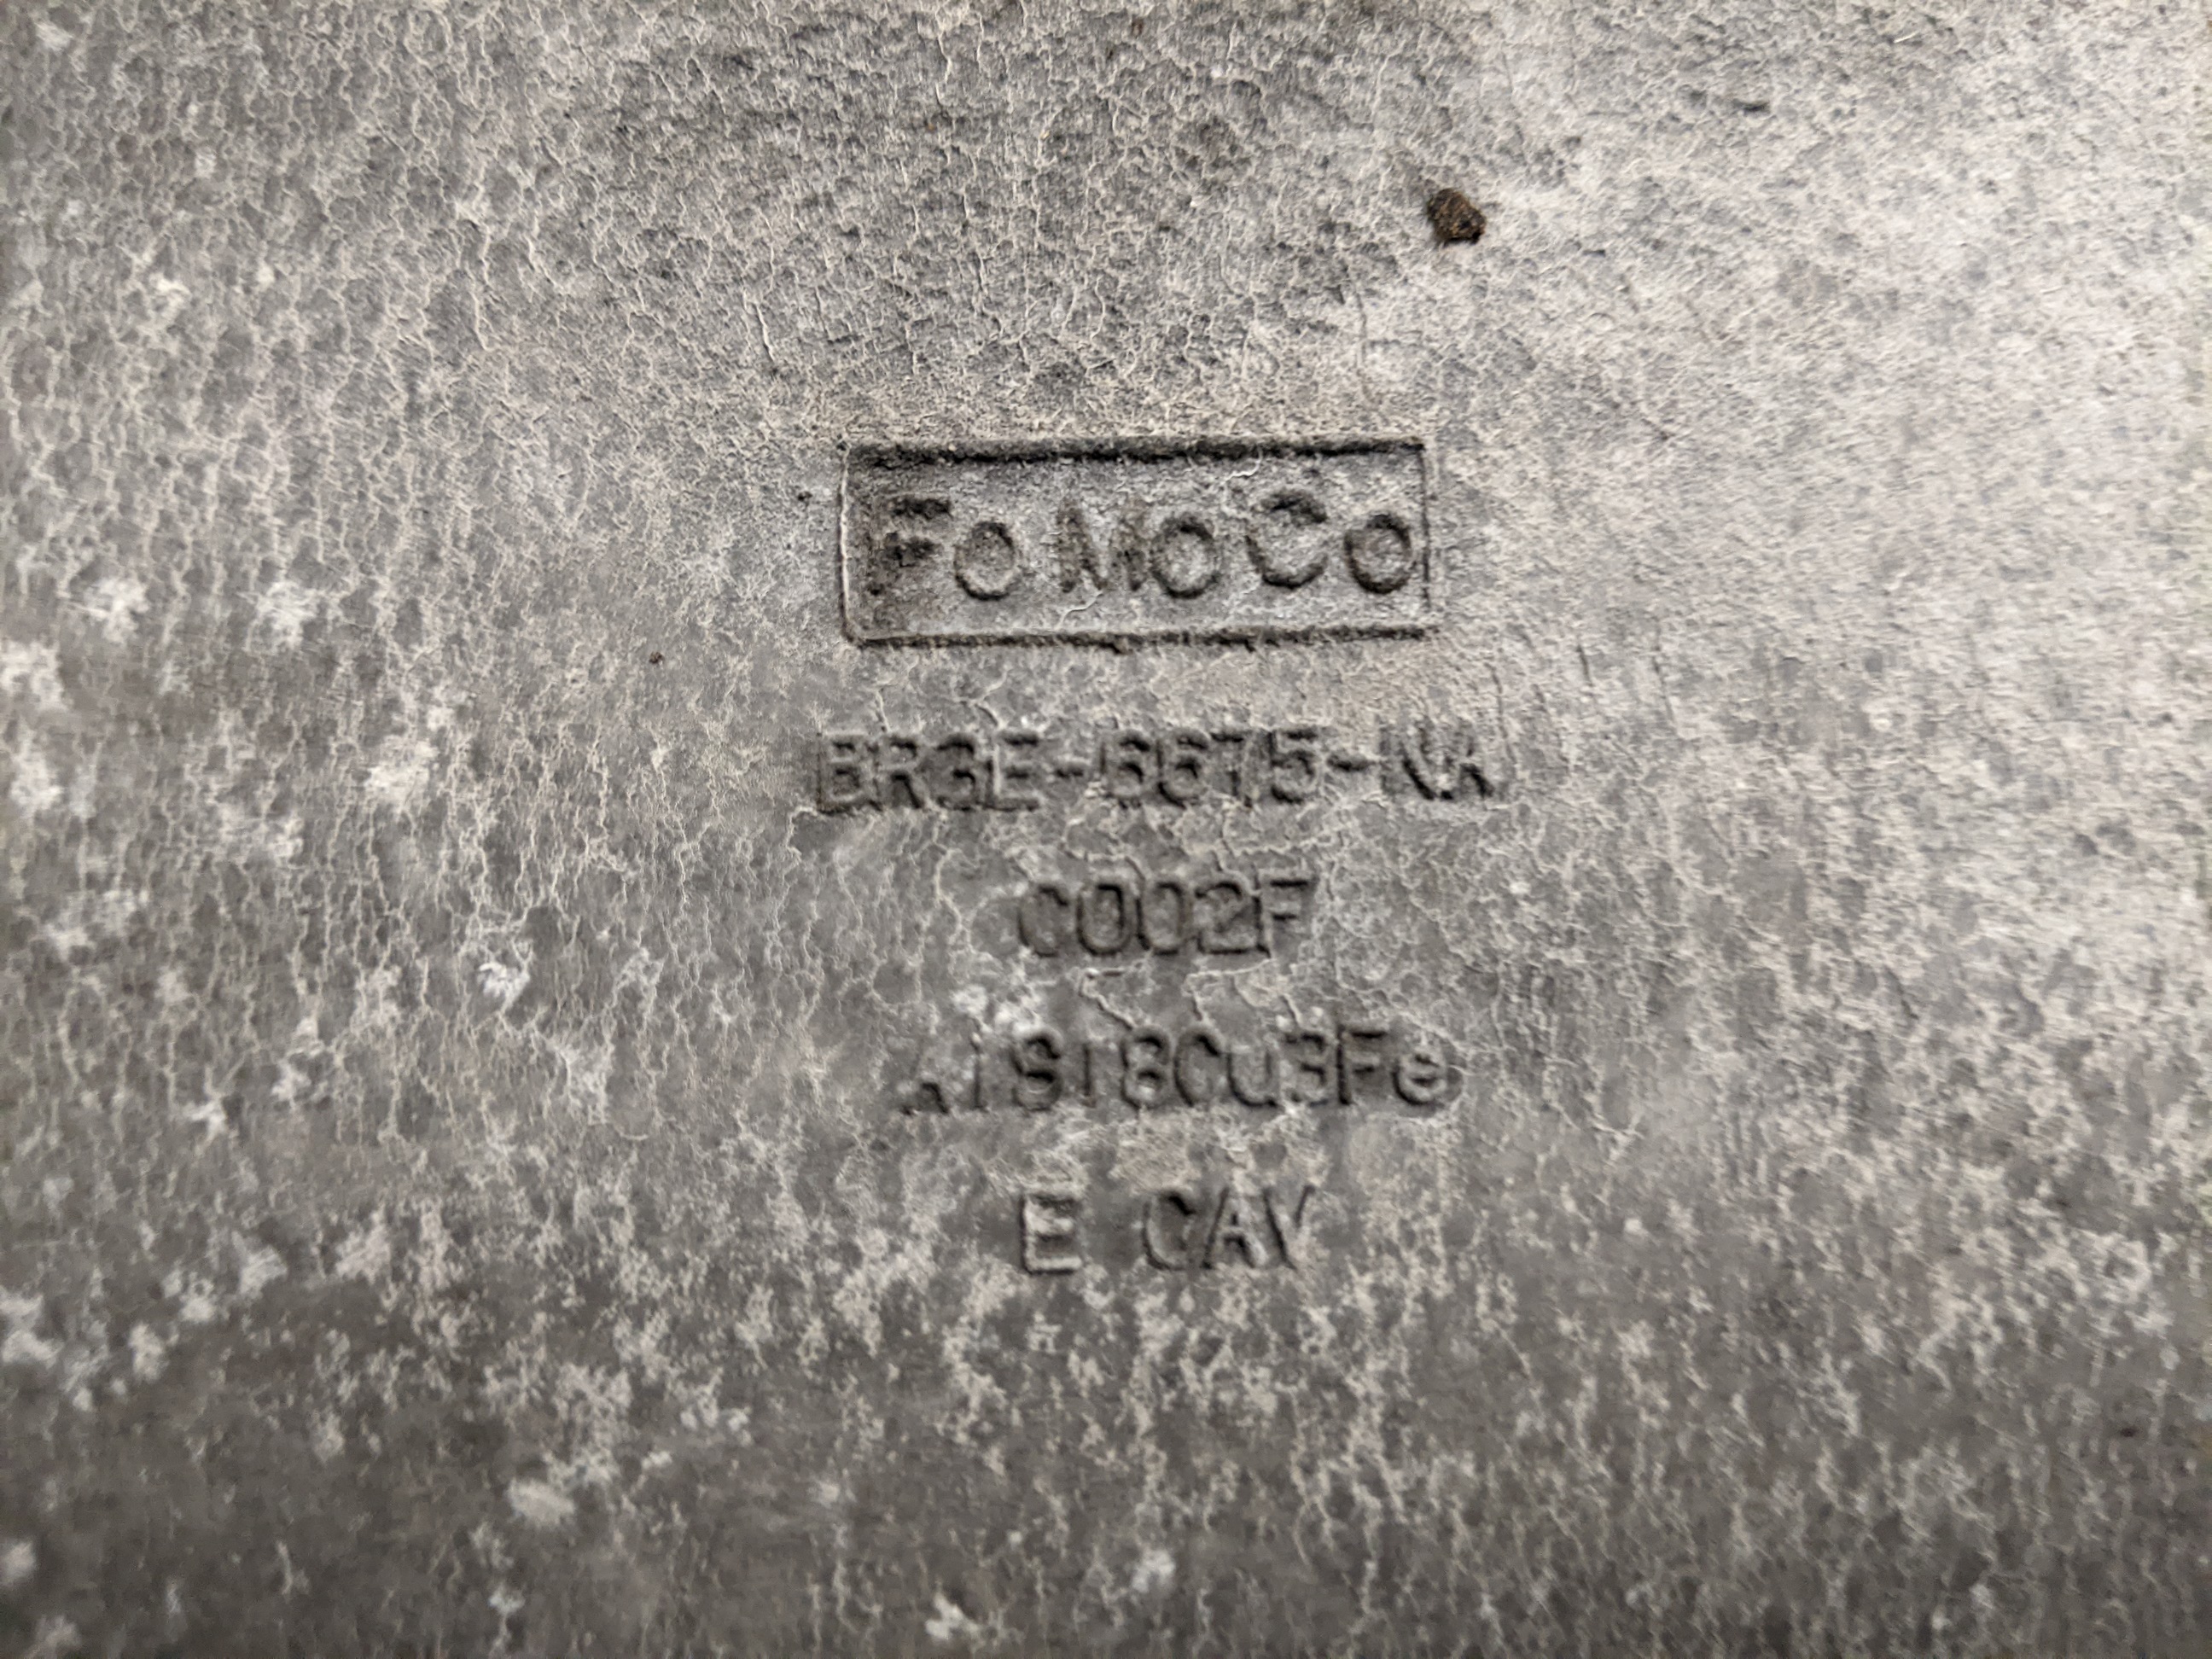 FoMoCo
BR3E-6675-NA
C002F
AlSi8Cu3Fe
E CAV